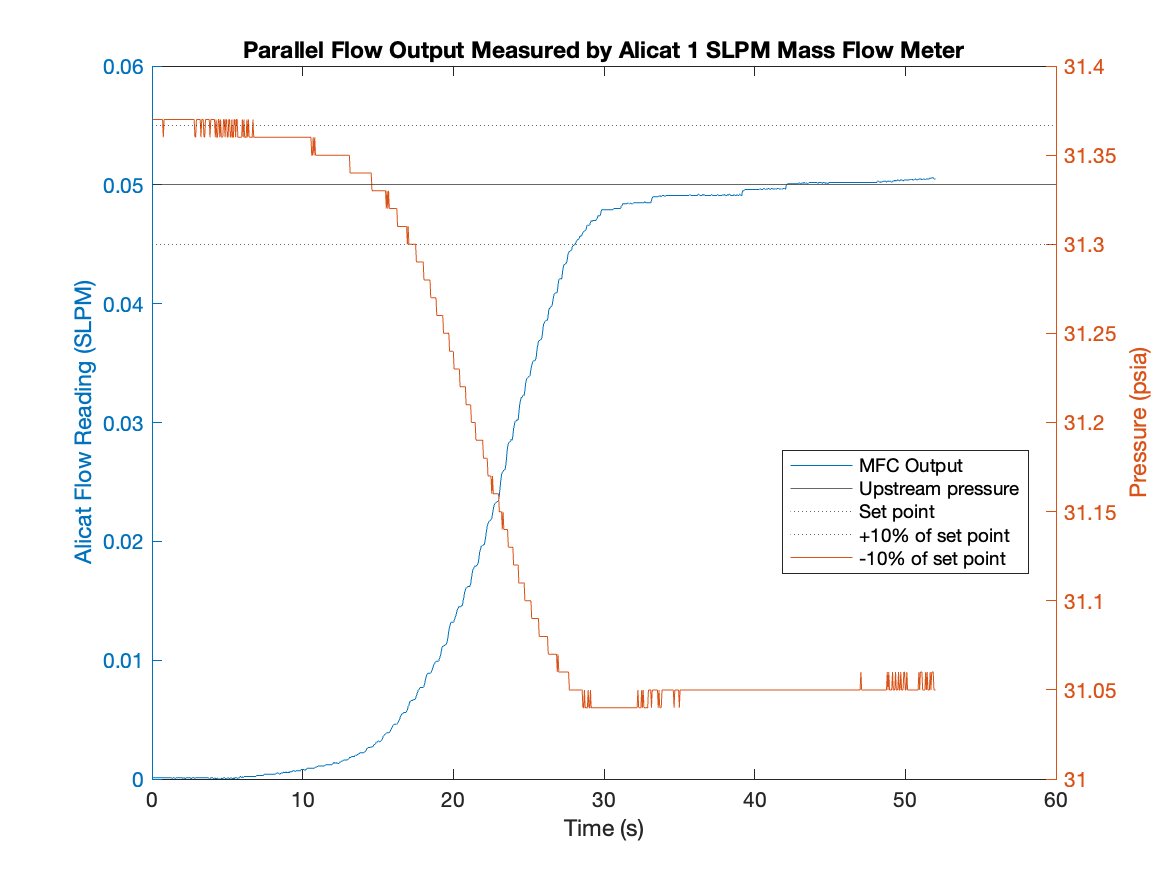 Parallel Flow Output Measured by Alicat 1 SLPM Mass Flow Meter
0.06
0.05
0.04
0.03
0.02
0.01
0
Alicat Flow Reading (SLPM)
31.4
31.35
31.3
31.25
31.2
31.15
31.1
31.05
31
Pressure (psia)
MFC Output
Upstream pressure
Set point
+10% of set point
-10% of set point
0 10 20 30 40 50 60
Time (s)